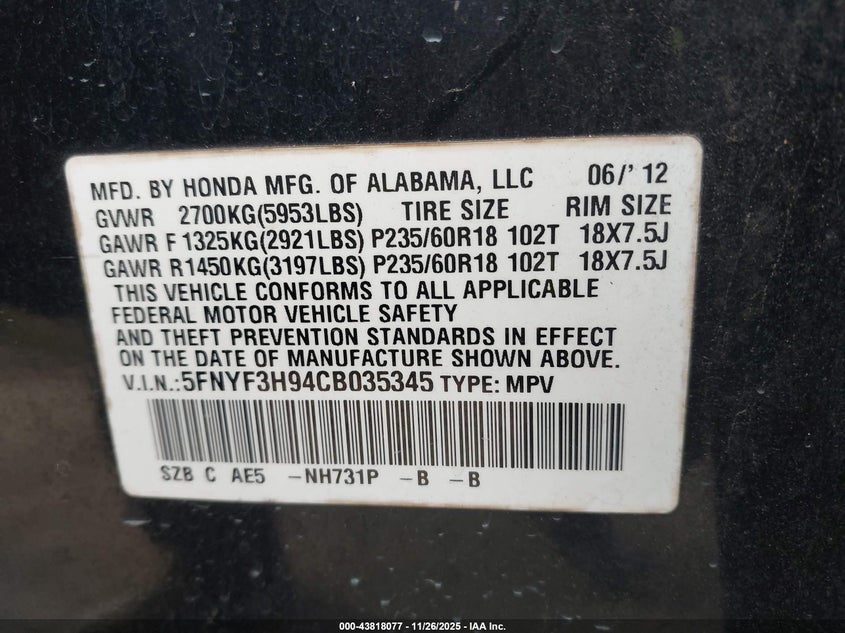 MFD. BY HONDA MFG. OF ALABAMA, LLC 06/'12
GVWR 2700KG(5953LBS) TIRE SIZE RIM SIZE
GAWR F 1325KG(2921LBS) P235/60R18 102T 18X7.5J
GAWR R1450KG(3197LBS) P235/60R18 102T 18X7.5J
THIS VEHICLE CONFORMS TO ALL APPLICABLE
FEDERAL MOTOR VEHICLE SAFETY
AND THEFT PREVENTION STANDARDS IN EFFECT
ON THE DATE OF MANUFACTURE SHOWN ABOVE.
V.I.N.:5FNYF3H94CB035345 TYPE: MPV
SZB C AE5 -NH731P -B -B
000-43818077 - 11/26/2025 - IAA Inc.